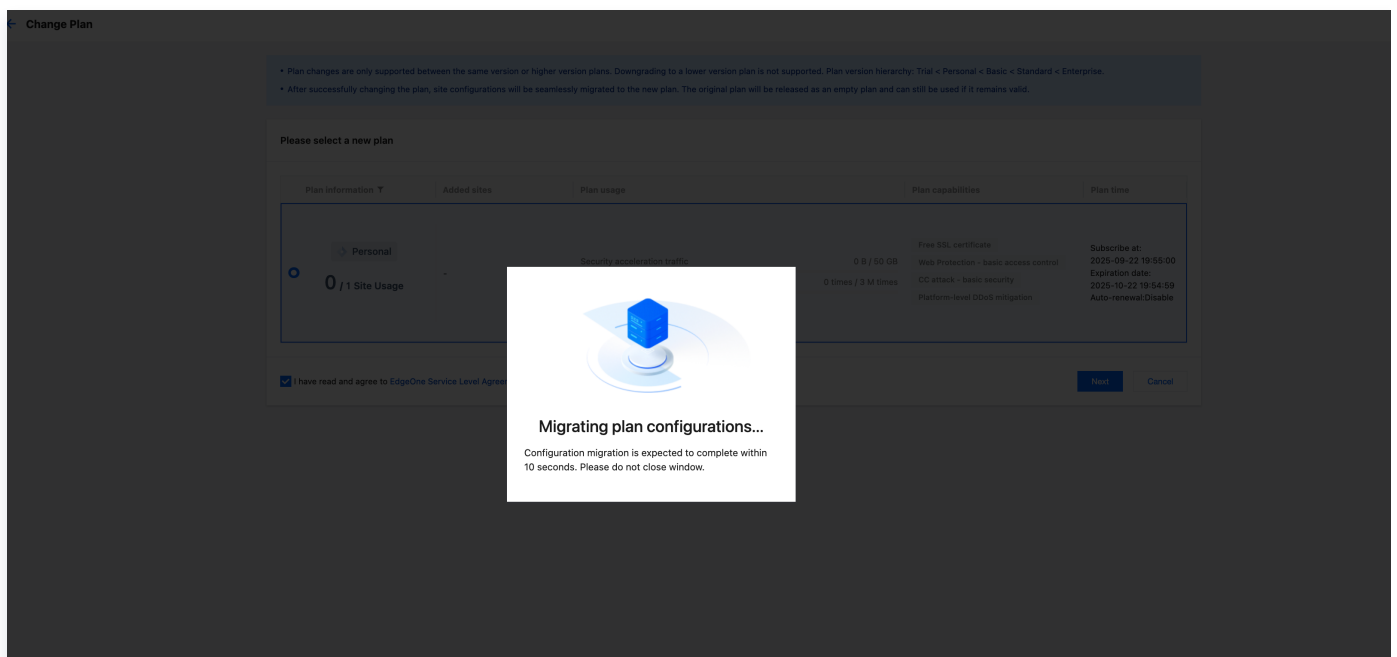 Change Plan
• Plan changes are only supported between the same version or higher version plans. Downgrading to a lower version plan is not supported. Plan version hierarchy: Trial < Personal < Basic < Standard < Enterprise.
• After successfully changing the plan, site configurations will be seamlessly migrated to the new plan. The original plan will be released as an empty plan and can still be used if it remains valid.
Please select a new plan
Plan information Added sites Plan usage Plan capabilities Plan time
Personal
0 / 1 Site Usage
-
Security acceleration traffic 0 B / 50 GB
0 times / 3 M times
Free SSL certificate
Web Protection - basic access control
CC attack - basic security
Platform-level DDoS mitigation
Subscribe at:
2025-09-22 19:55:00
Expiration date:
2025-10-22 19:54:59
Auto-renewal:Disable
I have read and agree to EdgeOne Service Level Agreer
Next Cancel
Migrating plan configurations...
Configuration migration is expected to complete within
10 seconds. Please do not close window.